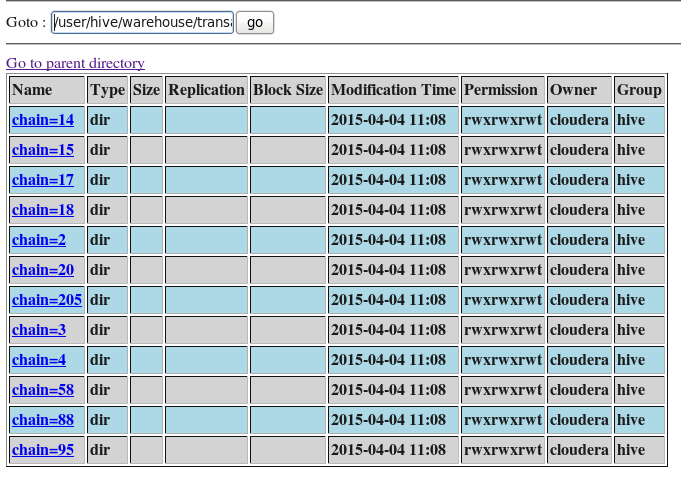 Goto : /user/hive/warehouse/transa go
Go to parent directory
Name Type Size Replication Block Size Modification Time Permission Owner Group
chain=14 dir 2015-04-04 11:08 rwxrwxrwt cloudera hive
chain=15 dir 2015-04-04 11:08 rwxrwxrwt cloudera hive
chain=17 dir 2015-04-04 11:08 rwxrwxrwt cloudera hive
chain=18 dir 2015-04-04 11:08 rwxrwxrwt cloudera hive
chain=2 dir 2015-04-04 11:08 rwxrwxrwt cloudera hive
chain=20 dir 2015-04-04 11:08 rwxrwxrwt cloudera hive
chain=205 dir 2015-04-04 11:08 rwxrwxrwt cloudera hive
chain=3 dir 2015-04-04 11:08 rwxrwxrwt cloudera hive
chain=4 dir 2015-04-04 11:08 rwxrwxrwt cloudera hive
chain=58 dir 2015-04-04 11:08 rwxrwxrwt cloudera hive
chain=88 dir 2015-04-04 11:08 rwxrwxrwt cloudera hive
chain=95 dir 2015-04-04 11:08 rwxrwxrwt cloudera hive